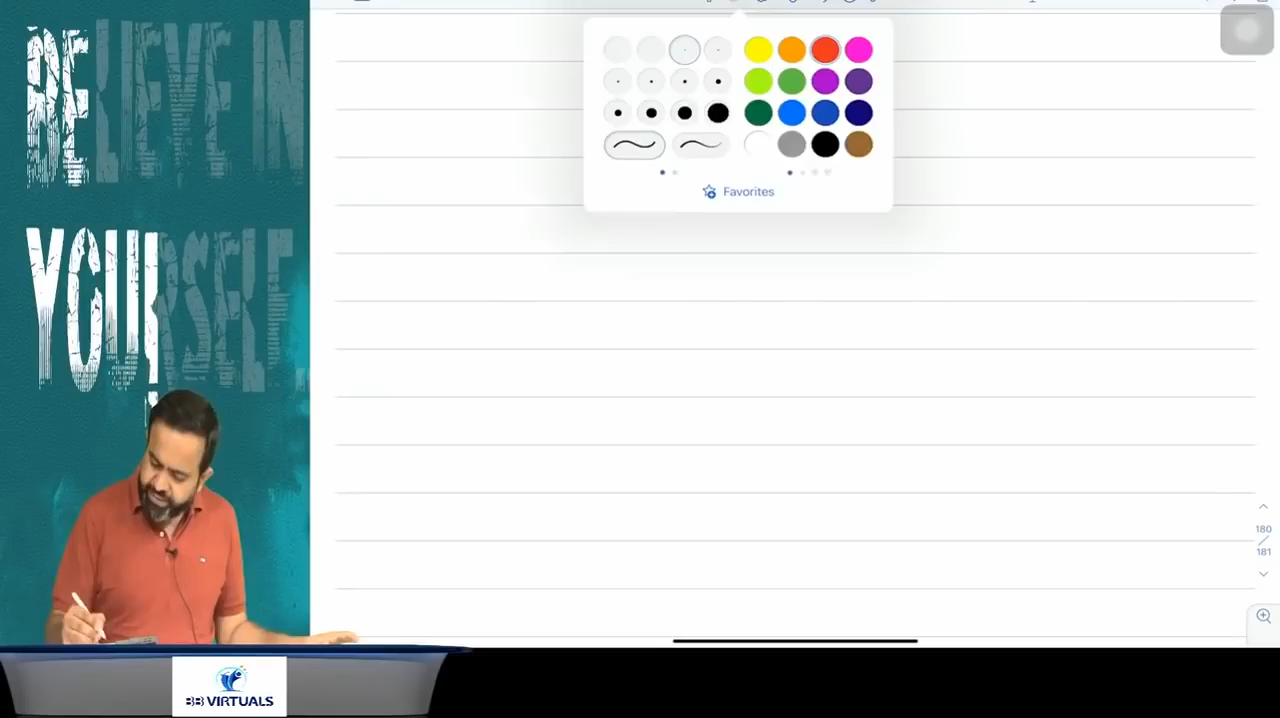 BELIEVE IN
YOURSELF.
Favorites
180
/
181
BB VIRTUALS